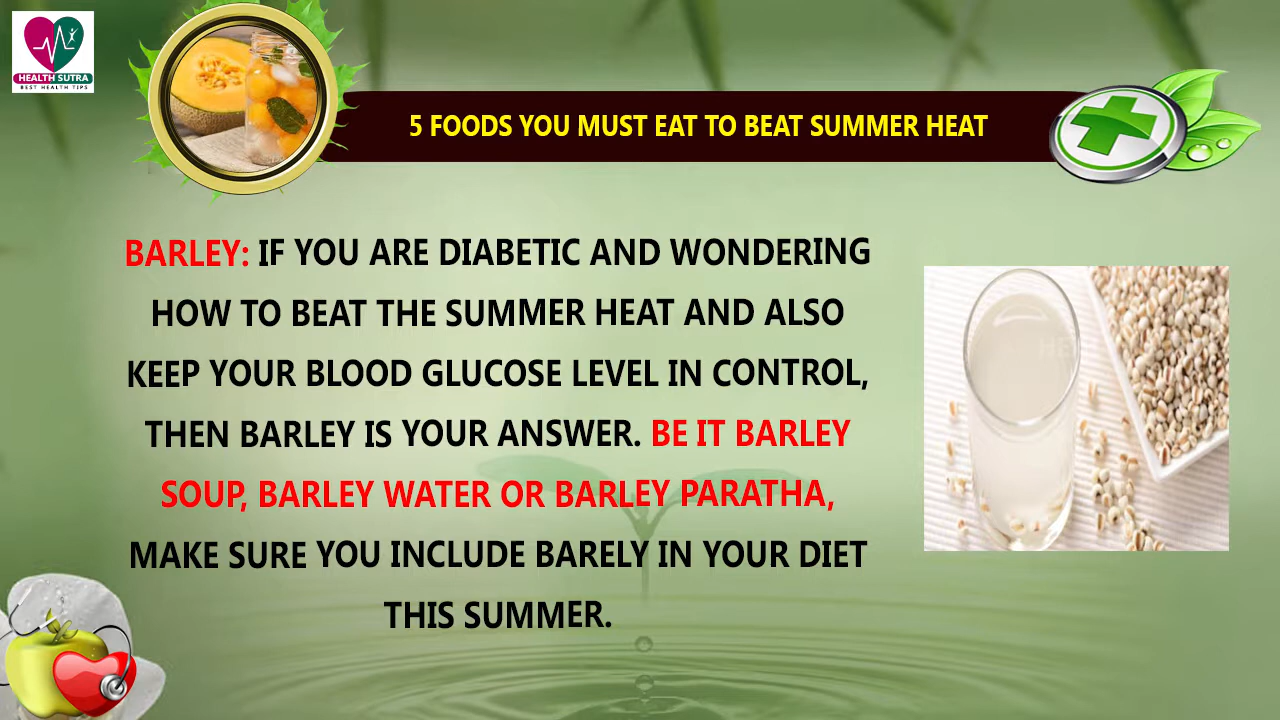 HEALTH SUTRA
BEST HEALTH TIPS
5 FOODS YOU MUST EAT TO BEAT SUMMER HEAT
BARLEY: IF YOU ARE DIABETIC AND WONDERING
HOW TO BEAT THE SUMMER HEAT AND ALSO
KEEP YOUR BLOOD GLUCOSE LEVEL IN CONTROL,
THEN BARLEY IS YOUR ANSWER. BE IT BARLEY
SOUP, BARLEY WATER OR BARLEY PARATHA,
MAKE SURE YOU INCLUDE BARELY IN YOUR DIET
THIS SUMMER.